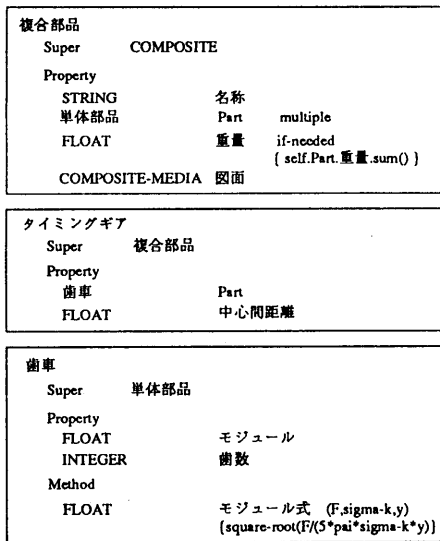 複合部品
Super COMPOSITE
Property
STRING 名称
単体部品 Part multiple
FLOAT 重量 if-needed
{ self.Part.重量.sum() }
COMPOSITE-MEDIA 図面
タイミングギア
Super 複合部品
Property
歯車 Part
FLOAT 中心間距離
歯車
Super 単体部品
Property
FLOAT モジュール
INTEGER 歯数
Method
FLOAT モジュール式 (F,sigma-k,y)
{square-root(F/(5*pai*sigma-k*y)}